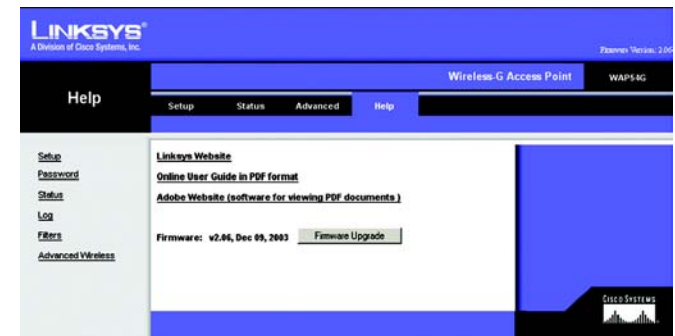 LINKSYS®
A Division of Cisco Systems, Inc.
Firmware Version: 2.06
Wireless-G Access Point
WAP54G
Help
Setup
Status
Advanced
Help
Setup
Password
Status
Log
Filters
Advanced Wireless
Linksys Website
Online User Guide in PDF format
Adobe Website (software for viewing PDF documents )
Firmware: v2.06, Dec 09, 2003
Firmware Upgrade
CISCO SYSTEMS